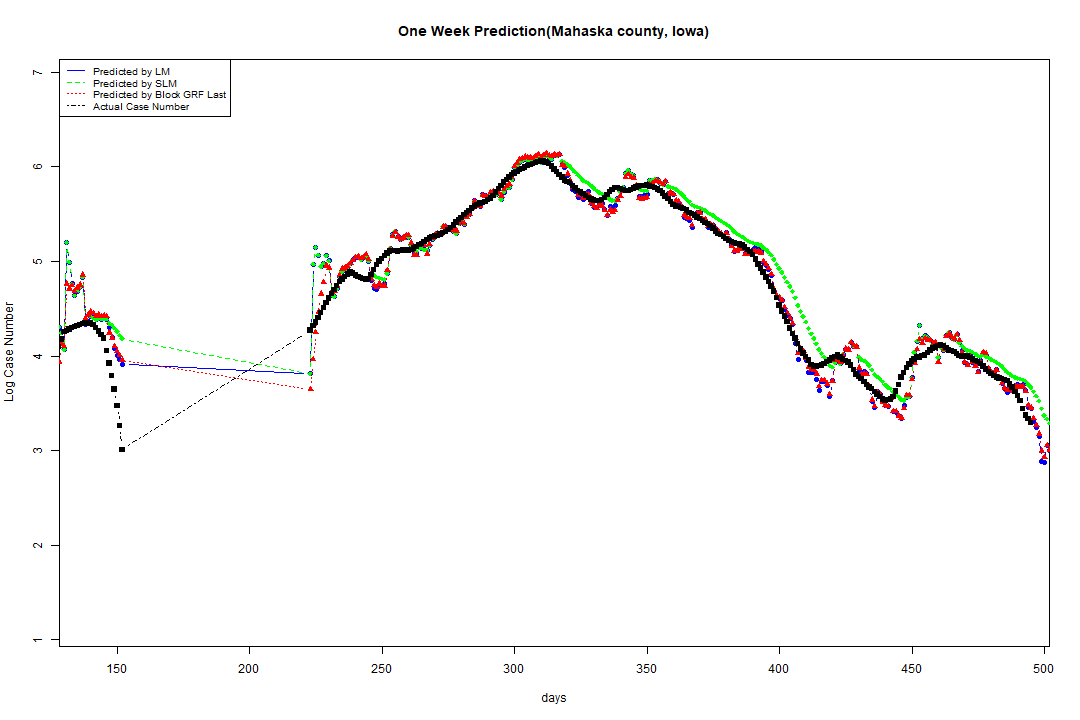 One Week Prediction(Mahaska county, Iowa)
Predicted by LM
Predicted by SLM
Predicted by Block GRF Last
Actual Case Number
7
6
5
4
3
2
1
Log Case Number
150 200 250 300 350 400 450 500
days